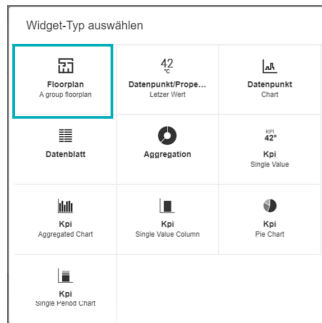 Widget-Typ auswählen
Floorplan
A group floorplan
42
°C
Datenpunkt/Prope...
Letzer Wert
Datenpunkt
Chart
Datenblatt
Aggregation
KPI
42°
Kpi
Single Value
Kpi
Aggregated Chart
Kpi
Single Value Column
Kpi
Pie Chart
Kpi
Single Period Chart